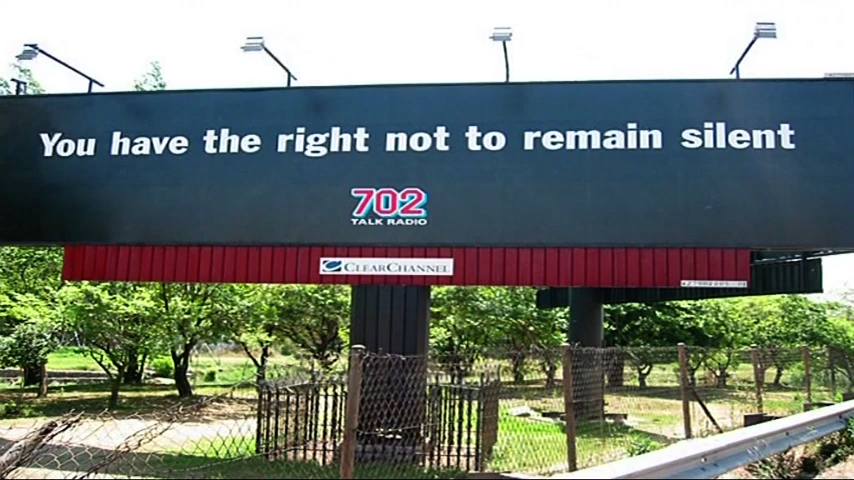 You have the right not to remain silent
702
TALK RADIO
CLEARCHANNEL